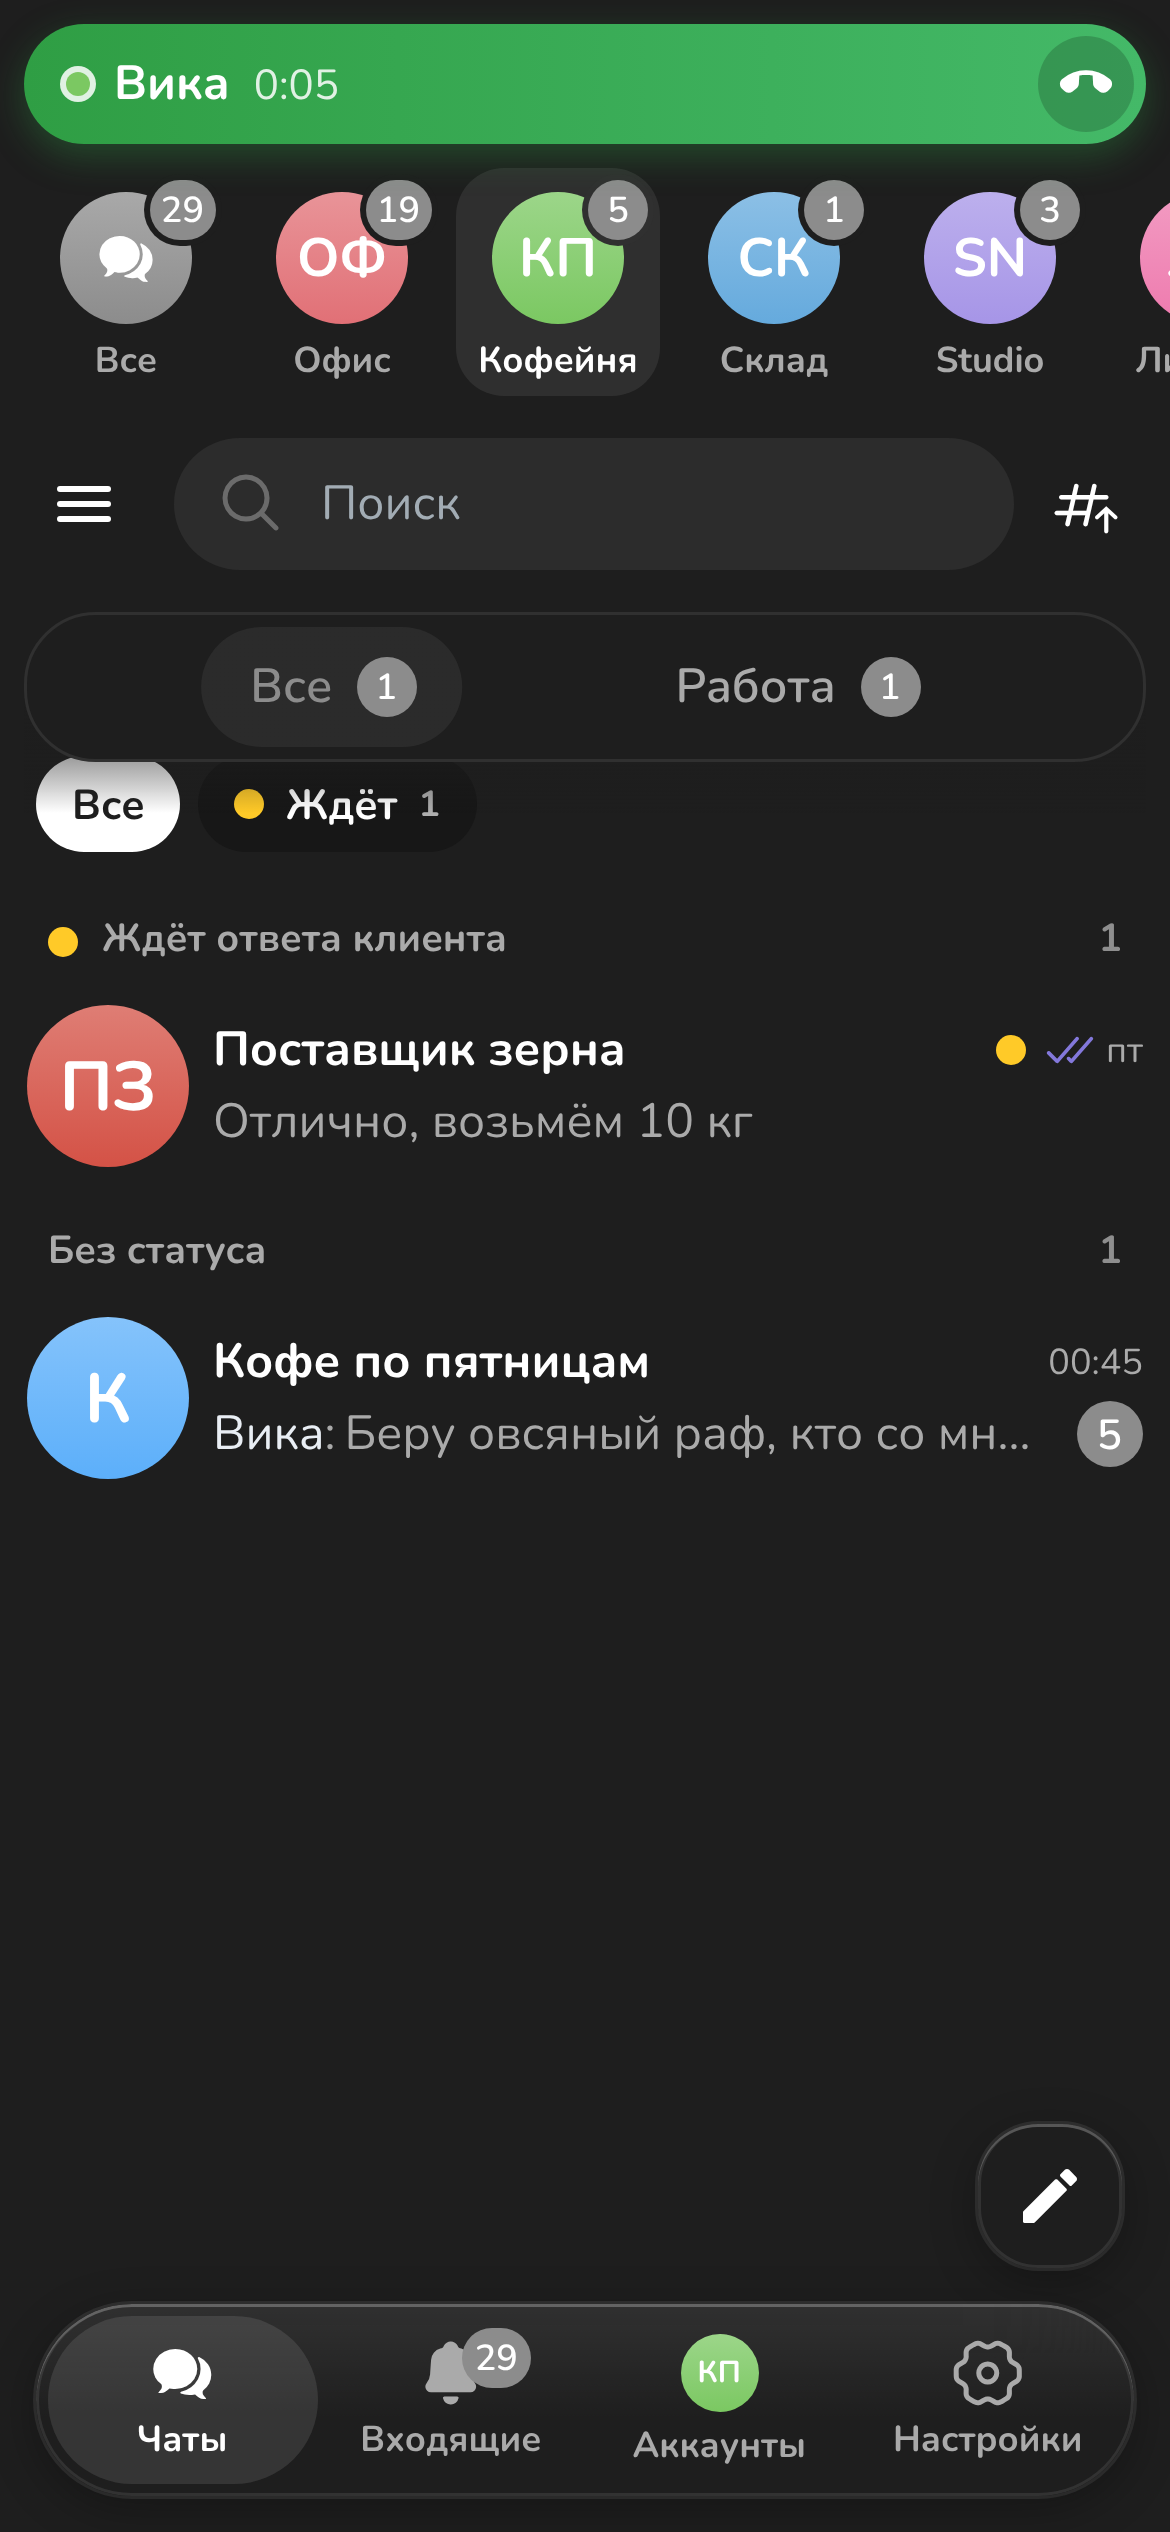 Вика 0:05
29 19 5 1 3
ОФ КП СК SN
Все Офис Кофейня Склад Studio
Поиск
Все 1 Работа 1
Все Ждёт 1
Ждёт ответа клиента 1
ПЗ Поставщик зерна пт
Отлично, возьмём 10 кг
Без статуса 1
К Кофе по пятницам 00:45
Вика: Беру овсяный раф, кто со мн... 5
29 КП
Чаты Входящие Аккаунты Настройки